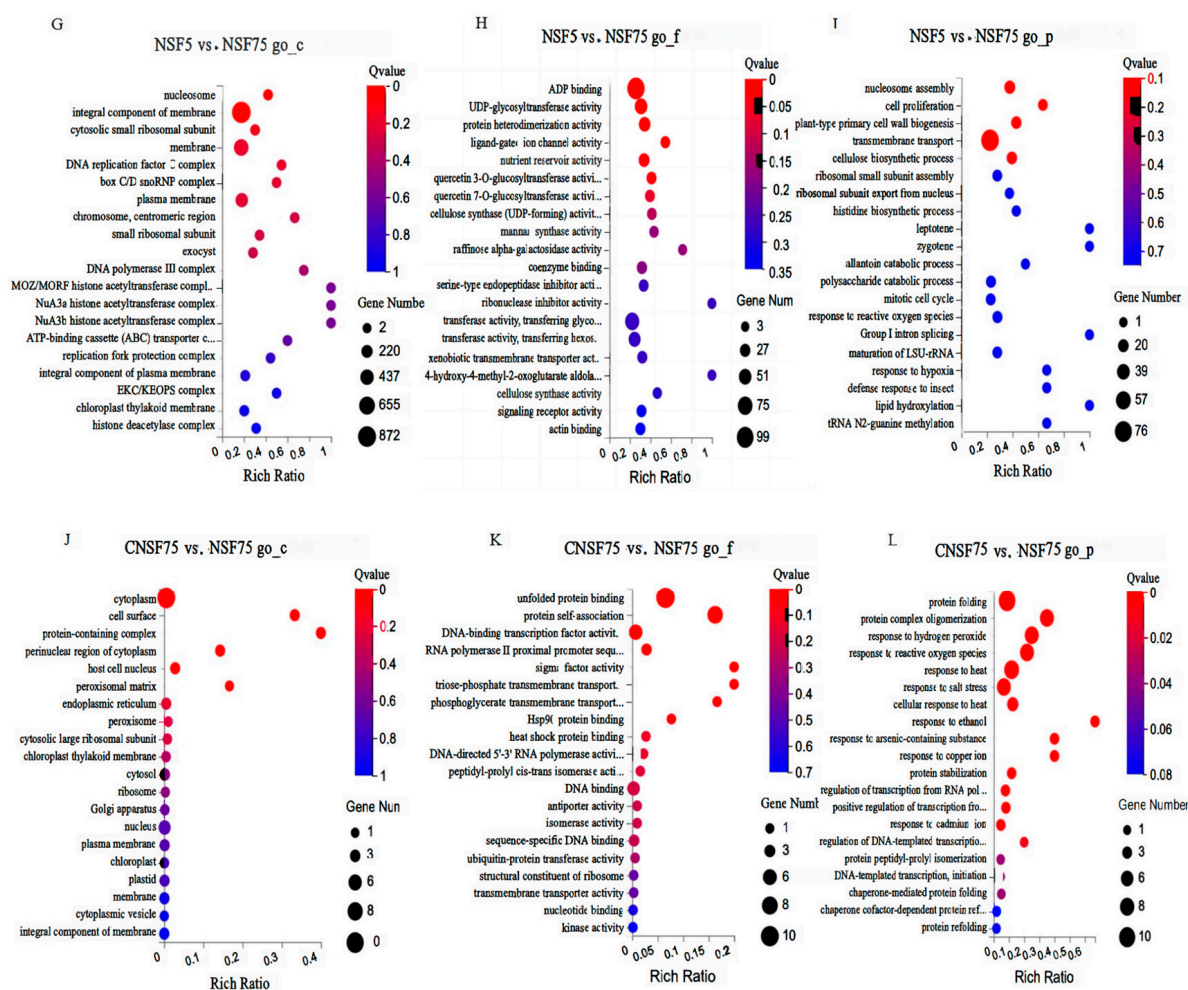 G
NSF5 vs. NSF75 go_c
nucleosome
integral component of membrane
cytosolic small ribosomal subunit
membrane
DNA replication factor C complex
box C/D snoRNP complex
plasma membrane
chromosome, centromeric region
small ribosomal subunit
exocyst
DNA polymerase III complex
MOZ/MORF histone acetyltransferase compl..
NuA3a histone acetyltransferase complex
NuA3b histone acetyltransferase complex
ATP-binding cassette (ABC) transporter c...
replication fork protection complex
integral component of plasma membrane
EKC/KEOPS complex
chloroplast thylakoid membrane
histone deacetylase complex
0 0.2 0.4 0.6 0.8 1
Rich Ratio
Qvalue
0
0.2
0.4
0.6
0.8
1
Gene Numbe
2
220
437
655
872
H
NSF5 vs. NSF75 go_f
ADP binding
UDP-glycosyltransferase activity
protein heterodimerization activity
ligand-gated ion channel activity
nutrient reservoir activity
quercetin 3-O-glucosyltransferase activi...
quercetin 7-O-glucosyltransferase activi...
cellulose synthase (UDP-forming) activit...
mannan synthase activity
raffinose alpha-galactosidase activity
coenzyme binding
serine-type endopeptidase inhibitor acti...
ribonuclease inhibitor activity
transferase activity, transferring glyco...
transferase activity, transferring hexos.
xenobiotic transmembrane transporter act..
4-hydroxy-4-methyl-2-oxoglutarate aldola...
cellulose synthase activity
signaling receptor activity
actin binding
0 0.2 0.4 0.6 0.8 1
Rich Ratio
Qvalue
0
0.05
0.1
0.15
0.2
0.25
0.3
0.35
Gene Num
3
27
51
75
99
I
NSF5 vs. NSF75 go_p
nucleosome assembly
cell proliferation
plant-type primary cell wall biogenesis
transmembrane transport
cellulose biosynthetic process
ribosomal small subunit assembly
ribosomal subunit export from nucleus
histidine biosynthetic process
leptotene
zygotene
allantoin catabolic process
polysaccharide catabolic process
mitotic cell cycle
response to reactive oxygen species
Group I intron splicing
maturation of LSU-rRNA
response to hypoxia
defense response to insect
lipid hydroxylation
tRNA N2-guanine methylation
0 0.2 0.4 0.6 0.8 1
Rich Ratio
Qvalue
0.1
0.2
0.3
0.4
0.5
0.6
0.7
Gene Number
1
20
39
57
76
J
CNSF75 vs. NSF75 go_c
cytoplasm
cell surface
protein-containing complex
perinuclear region of cytoplasm
host cell nucleus
peroxisomal matrix
endoplasmic reticulum
peroxisome
cytosolic large ribosomal subunit
chloroplast thylakoid membrane
cytosol
ribosome
Golgi apparatus
nucleus
plasma membrane
chloroplast
plastid
membrane
cytoplasmic vesicle
integral component of membrane
0 0.1 0.2 0.3 0.4
Rich Ratio
Qvalue
0
0.2
0.4
0.6
0.8
1
Gene Nun
1
3
6
8
0
K
CNSF75 vs. NSF75 go_f
unfolded protein binding
protein self-association
DNA-binding transcription factor activit.
RNA polymerase II proximal promoter sequ...
sigma factor activity
triose-phosphate transmembrane transport.
phosphoglycerate transmembrane transport...
Hsp90 protein binding
heat shock protein binding
DNA-directed 5'-3' RNA polymerase activi...
peptidyl-prolyl cis-trans isomerase acti...
DNA binding
antiporter activity
isomerase activity
sequence-specific DNA binding
ubiquitin-protein transferase activity
structural constituent of ribosome
transmembrane transporter activity
nucleotide binding
kinase activity
0 0.05 0.1 0.15 0.2
Rich Ratio
Qvalue
0
0.1
0.2
0.3
0.4
0.5
0.6
0.7
Gene Numb
1
3
6
8
10
L
CNSF75 vs. NSF75 go_p
protein folding
protein complex oligomerization
response to hydrogen peroxide
response to reactive oxygen species
response to heat
response to salt stress
cellular response to heat
response to ethanol
response to arsenic-containing substance
response to copper ion
protein stabilization
regulation of transcription from RNA pol...
positive regulation of transcription fro...
response to cadmium ion
regulation of DNA-templated transcriptio...
protein peptidyl-prolyl isomerization
DNA-templated transcription, initiation
chaperone-mediated protein folding
chaperone cofactor-dependent protein ref...
protein refolding
0 0.1 0.2 0.3 0.4 0.5 0.6
Rich Ratio
Qvalue
0
0.02
0.04
0.06
0.08
Gene Number
1
3
6
8
10